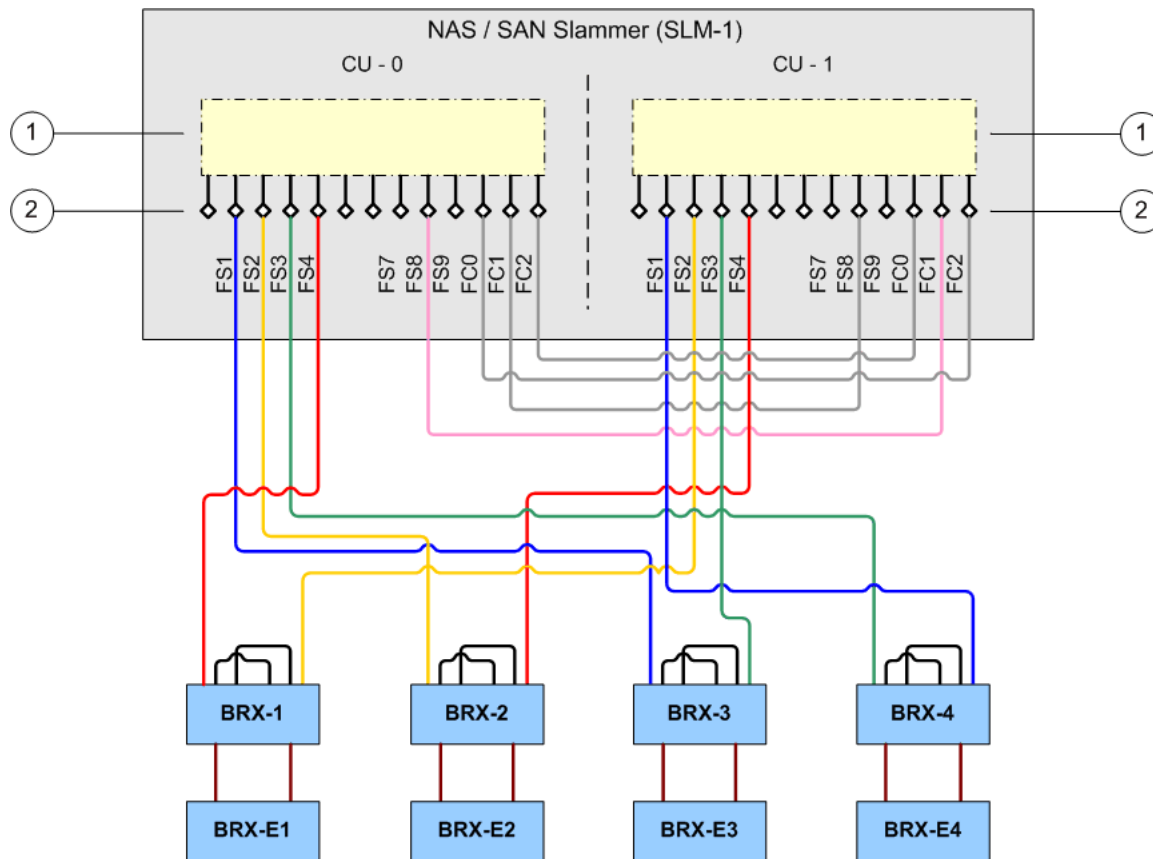 NAS / SAN Slammer (SLM-1)
CU - 0
CU - 1
1
1
2
2
FS1
FS2
FS3
FS4
FS7
FS8
FS9
FC0
FC1
FC2
FS1
FS2
FS3
FS4
FS7
FS8
FS9
FC0
FC1
FC2
BRX-1
BRX-2
BRX-3
BRX-4
BRX-E1
BRX-E2
BRX-E3
BRX-E4